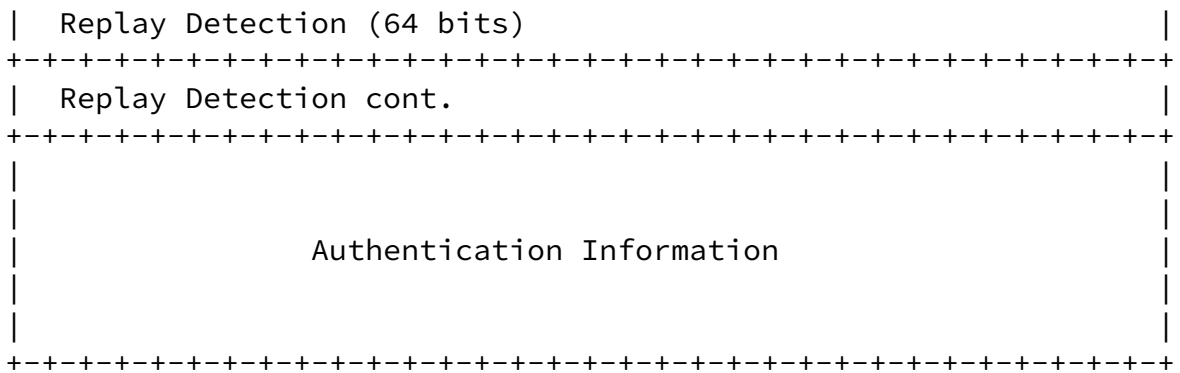 |  Replay Detection (64 bits)                                   |
+-+-+-+-+-+-+-+-+-+-+-+-+-+-+-+-+-+-+-+-+-+-+-+-+-+-+-+-+-+-+-+-+
|  Replay Detection cont.                                       |
+-+-+-+-+-+-+-+-+-+-+-+-+-+-+-+-+-+-+-+-+-+-+-+-+-+-+-+-+-+-+-+-+
|                                                               |
|                                                               |
|                Authentication Information                     |
|                                                               |
|                                                               |
+-+-+-+-+-+-+-+-+-+-+-+-+-+-+-+-+-+-+-+-+-+-+-+-+-+-+-+-+-+-+-+-+